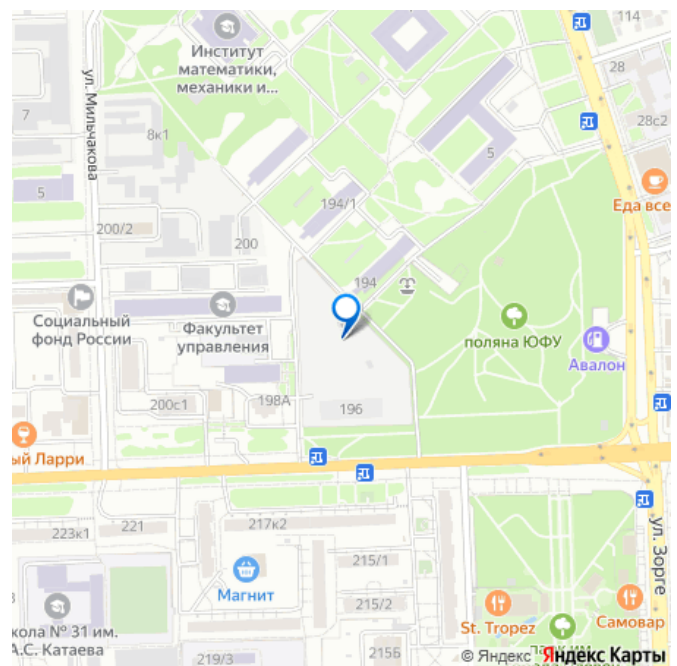 114
Институт
математики,
механики и...
28
7
ул. Мильчакова
8к1
28с2
5
5
Еда все
194/1
200/2
200
194
Социальный
фонд России
Факультет
управления
поляна ЮФУ
Авалон
200с1
198А
196
ый Ларри
223к1
221
217к2
ул. Зорге
215/1
Магнит
215/2
St. Tropez
Самовар
кола № 31 им.
А.С. Катаева
219/3
215Б
© Яндекс Яндекс Карты